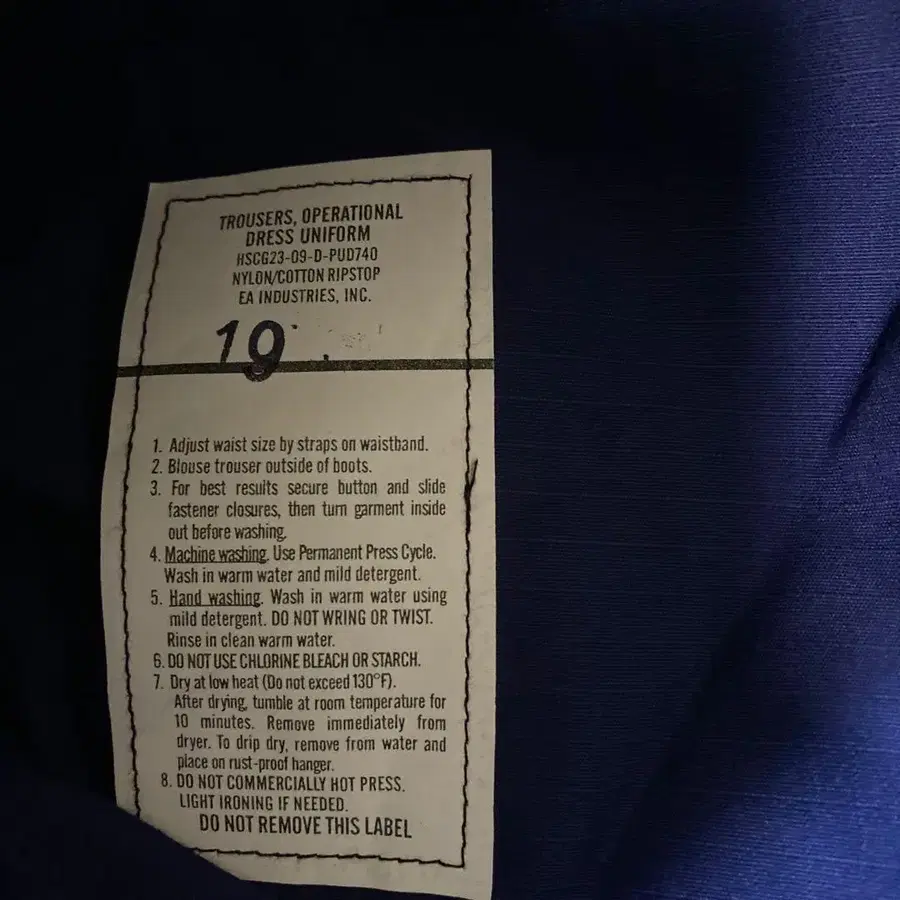 TROUSERS, OPERATIONAL
DRESS UNIFORM
HSCG23-09-D-PUD740
NYLON/COTTON RIPSTOP
EA INDUSTRIES, INC.
19
1. Adjust waist size by straps on waistband.
2. Blouse trouser outside of boots.
3. For best results secure button and slide
fastener closures, then turn garment inside
out before washing.
4. Machine washing. Use Permanent Press Cycle.
Wash in warm water and mild detergent.
5. Hand washing. Wash in warm water using
mild detergent. DO NOT WRING OR TWIST.
Rinse in clean warm water.
6. DO NOT USE CHLORINE BLEACH OR STARCH.
7. Dry at low heat (Do not exceed 130°F).
After drying, tumble at room temperature for
10 minutes. Remove immediately from
dryer. To drip dry, remove from water and
place on rust-proof hanger.
8. DO NOT COMMERCIALLY HOT PRESS.
LIGHT IRONING IF NEEDED.
DO NOT REMOVE THIS LABEL